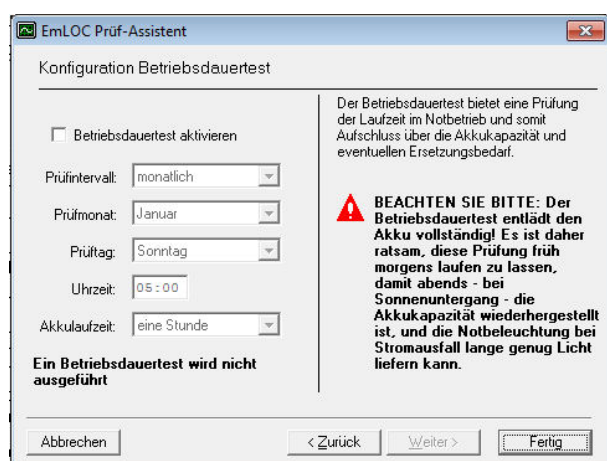 EmLOC Prüf-Assistent
Konfiguration Betriebsdauertest
Betriebsdauertest aktivieren
Prüfintervall: monatlich
Prüfmonat: Januar
Prüftag: Sonntag
Uhrzeit: 05:00
Akkulaufzeit: eine Stunde
Ein Betriebsdauertest wird nicht
ausgeführt
Der Betriebsdauertest bietet eine Prüfung
der Laufzeit im Notbetrieb und somit
Aufschluss über die Akkukapazität und
eventuellen Ersetzungsbedarf.
BEACHTEN SIE BITTE: Der
Betriebsdauertest entlädt den
Akku vollständig! Es ist daher
ratsam, diese Prüfung früh
morgens laufen zu lassen,
damit abends - bei
Sonnenuntergang - die
Akkukapazität wiederhergestellt
ist, und die Notbeleuchtung bei
Stromausfall lange genug Licht
liefern kann.
Abbrechen
< Zurück
Weiter >
Fertig